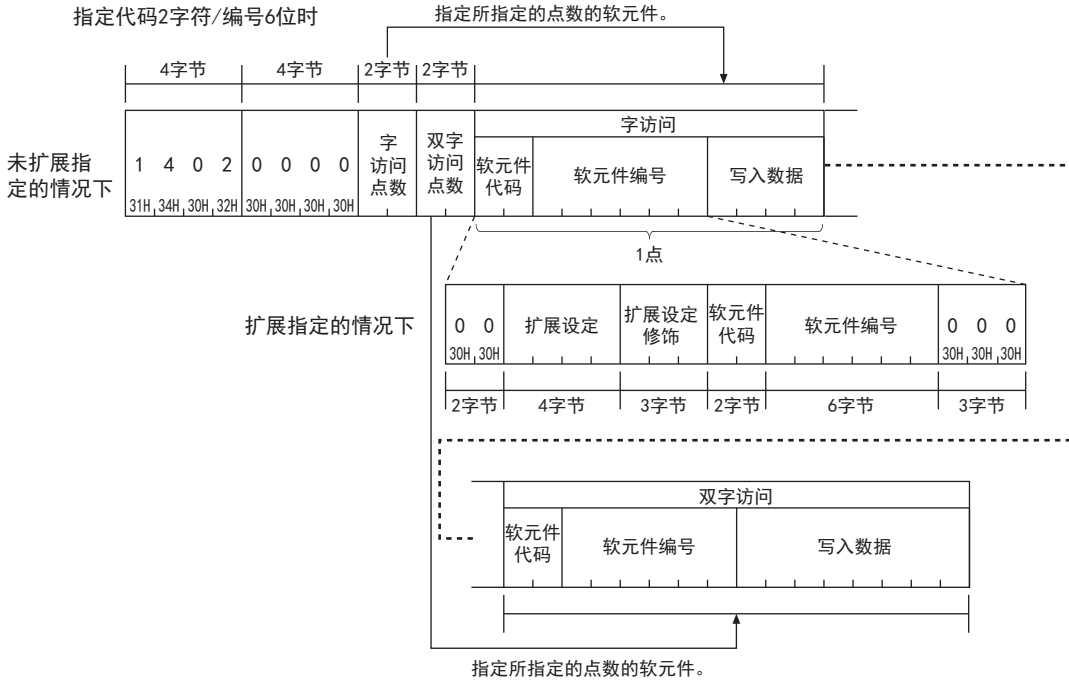 指定代码2字符/编号6位时
指定所指定的点数的软元件。
4字节 4字节 2字节 2字节
未扩展指
定的情况下
1 4 0 2 0 0 0 0
31H 34H 30H 32H 30H 30H 30H 30H
字
访问
点数
双字
访问
点数
字访问
软元件
代码
软元件编号
写入数据
1点
扩展指定的情况下
0 0
30H 30H
扩展设定
扩展设定
修饰
软元件
代码
软元件编号
0 0 0
30H 30H 30H
2字节 4字节 3字节 2字节 6字节 3字节
双字访问
软元件
代码
软元件编号
写入数据
指定所指定的点数的软元件。